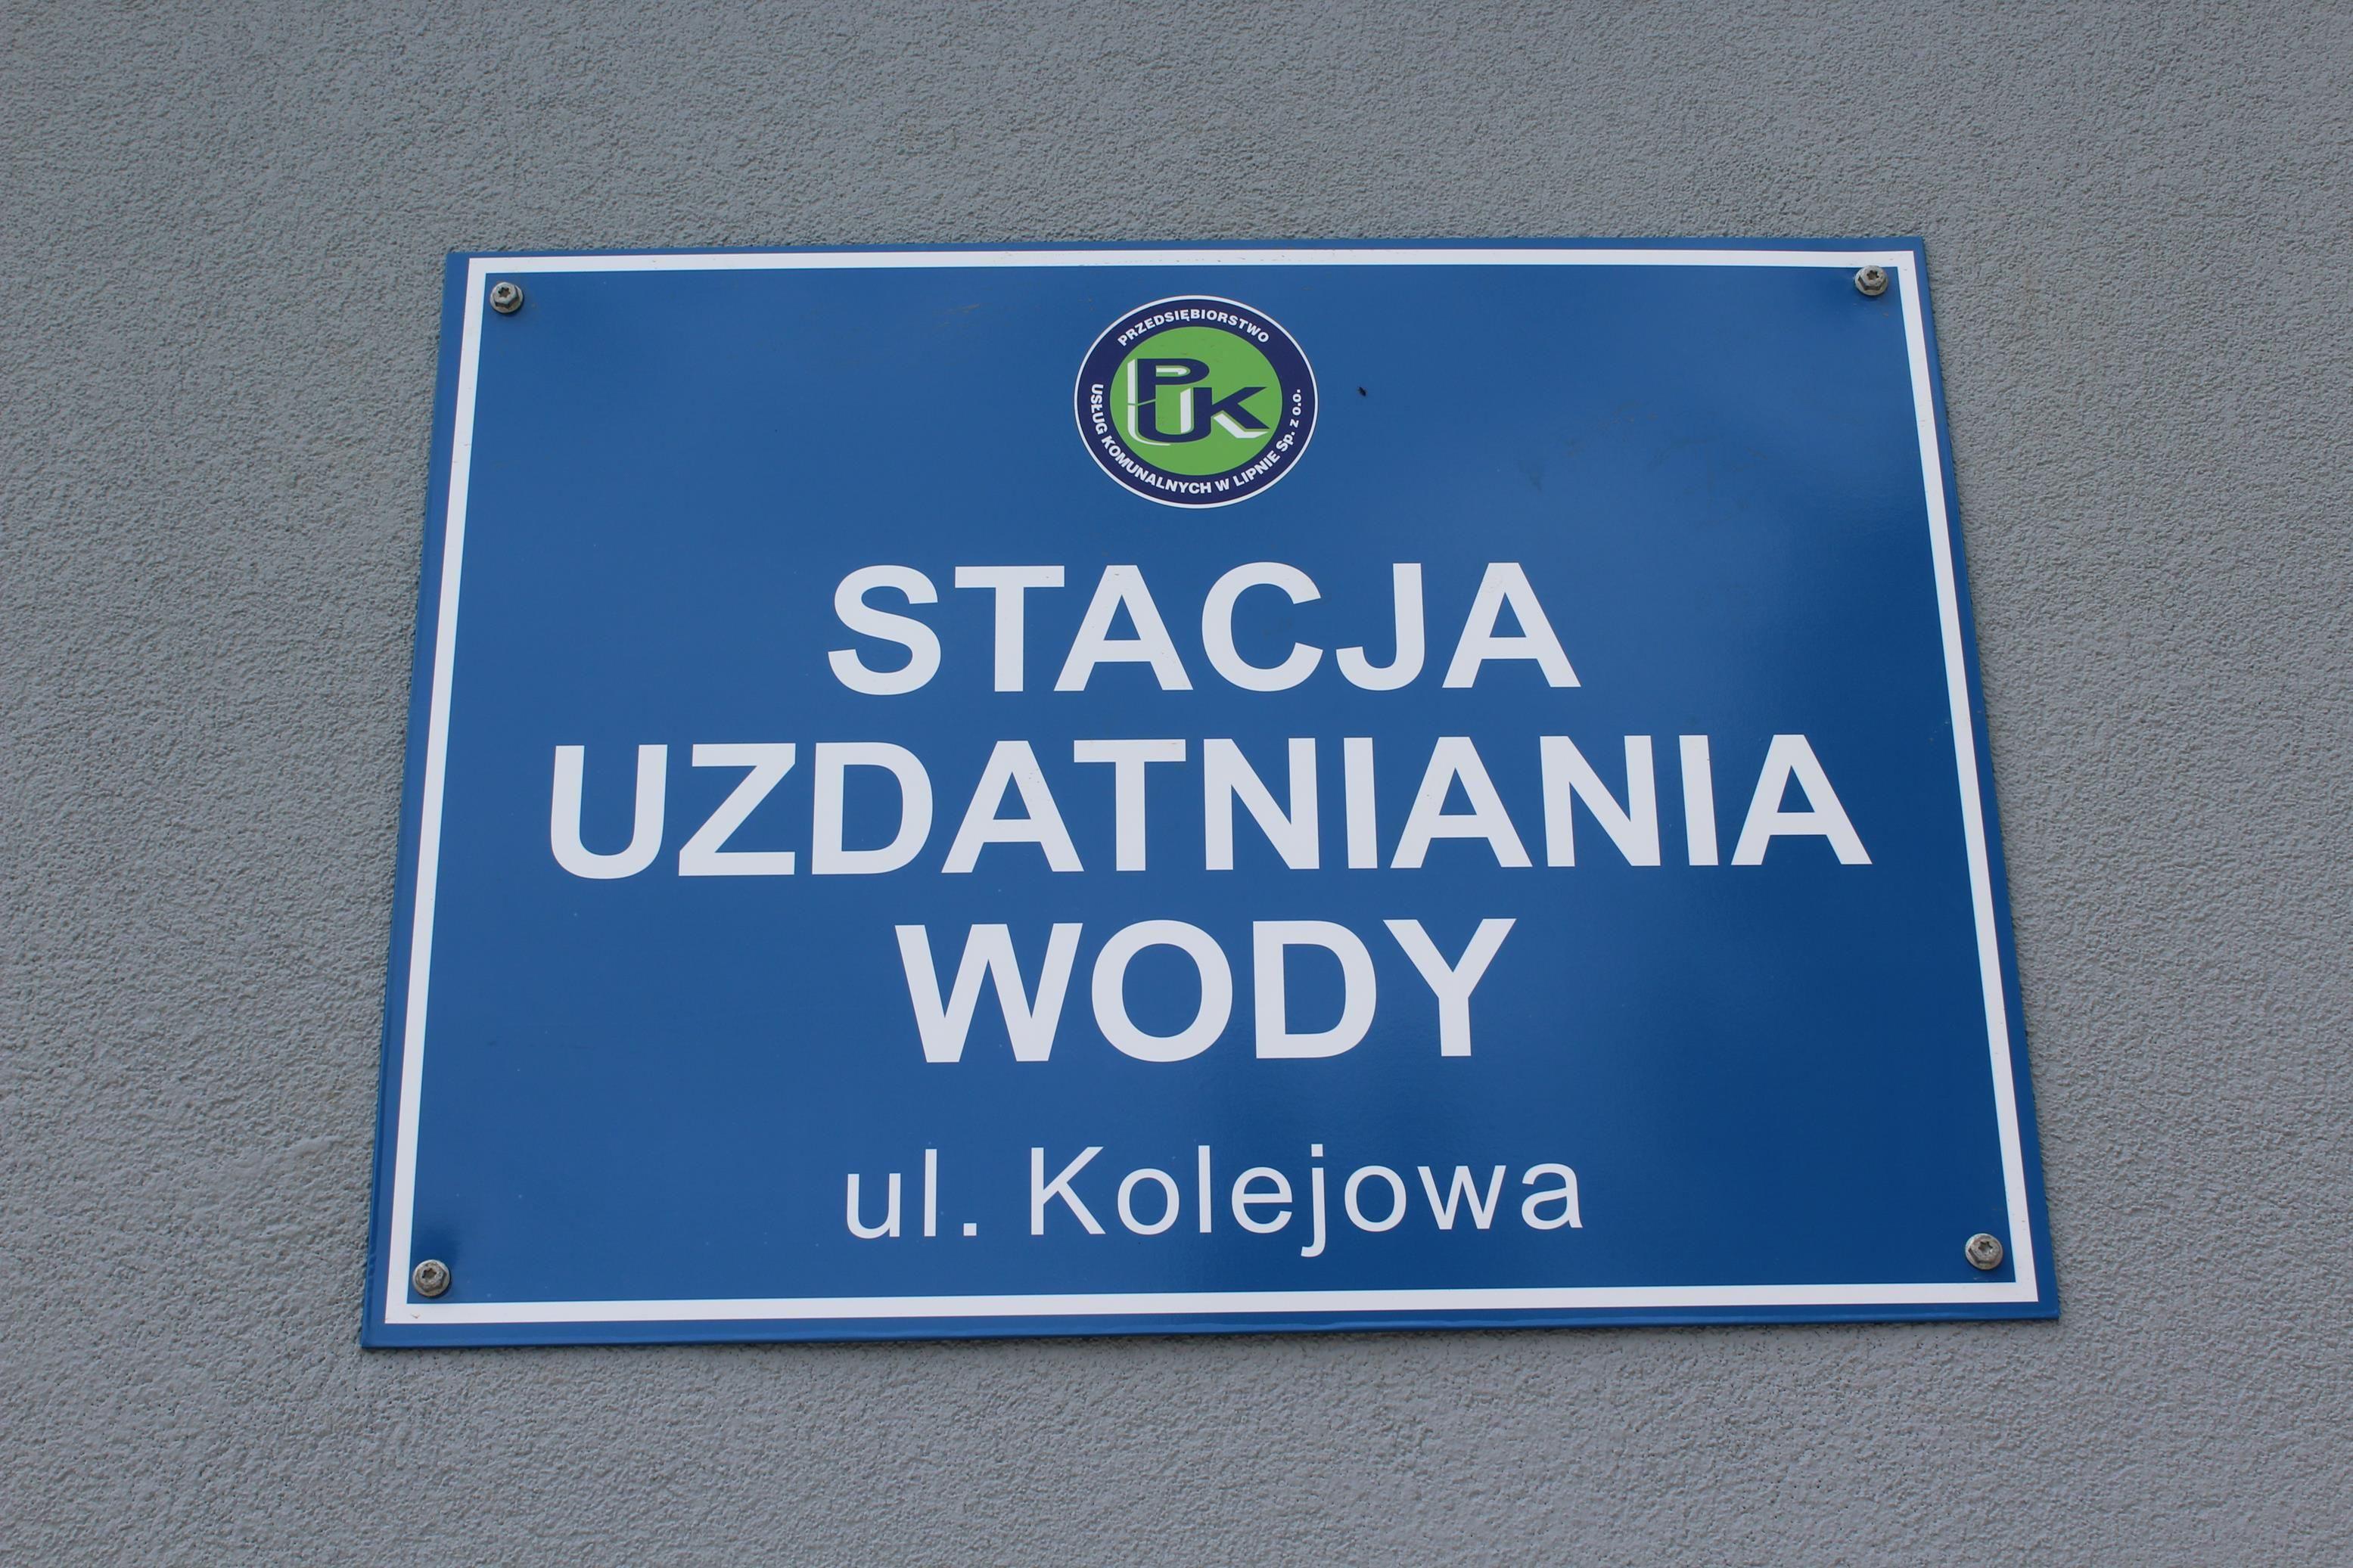 PRZEDSIĘBIORSTWO
PUK
USŁUG KOMUNALNYCH W LIPNIE Sp. z o.o.
STACJA
UZDATNIANIA
WODY
ul. Kolejowa